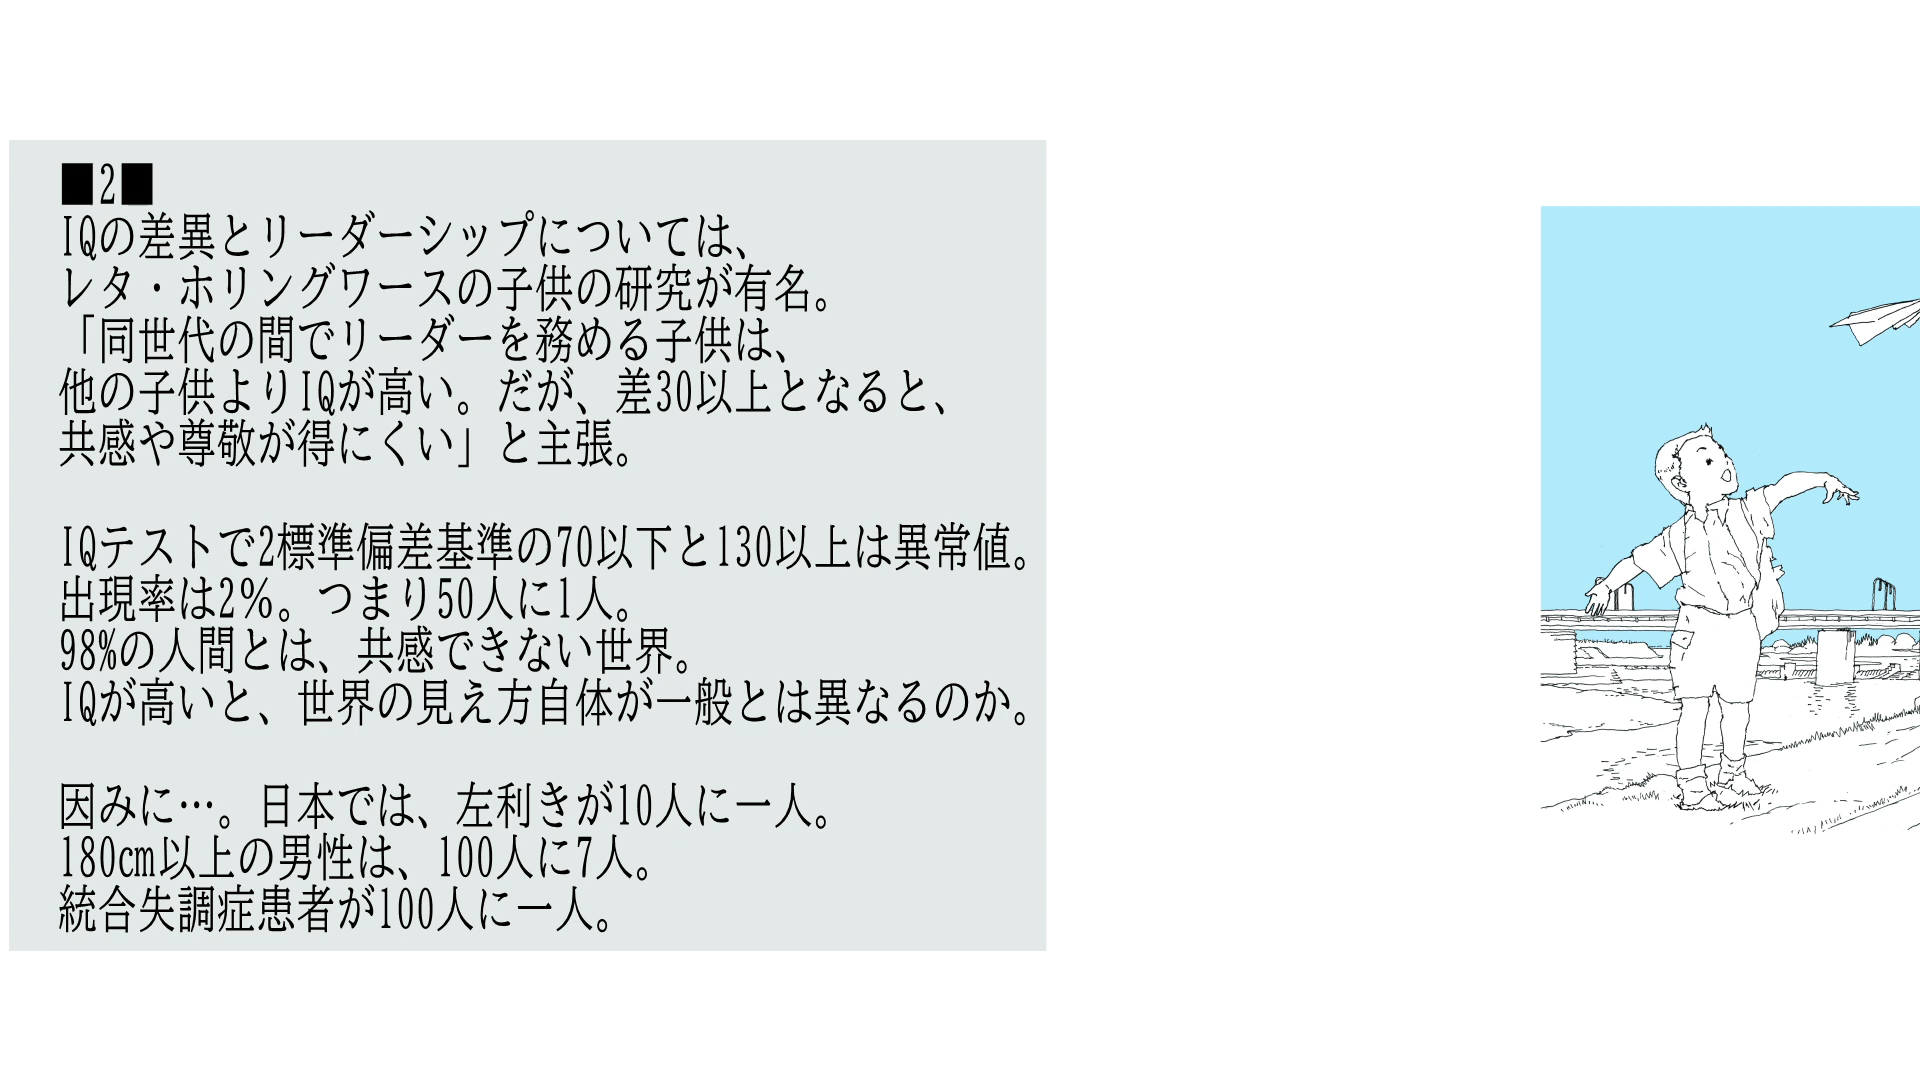 ■2■
IQの差異とリーダーシップについては、
レタ・ホリングワースの子供の研究が有名。
「同世代の間でリーダーを務める子供は、
他の子供よりIQが高い。だが、差30以上となると、
共感や尊敬が得にくい」と主張。
IQテストで2標準偏差基準の70以下と130以上は異常値。
出現率は2％。つまり50人に1人。
98%の人間とは、共感できない世界。
IQが高いと、世界の見え方自体が一般とは異なるのか。
因みに…。日本では、左利きが10人に一人。
180cm以上の男性は、100人に7人。
統合失調症患者が100人に一人。